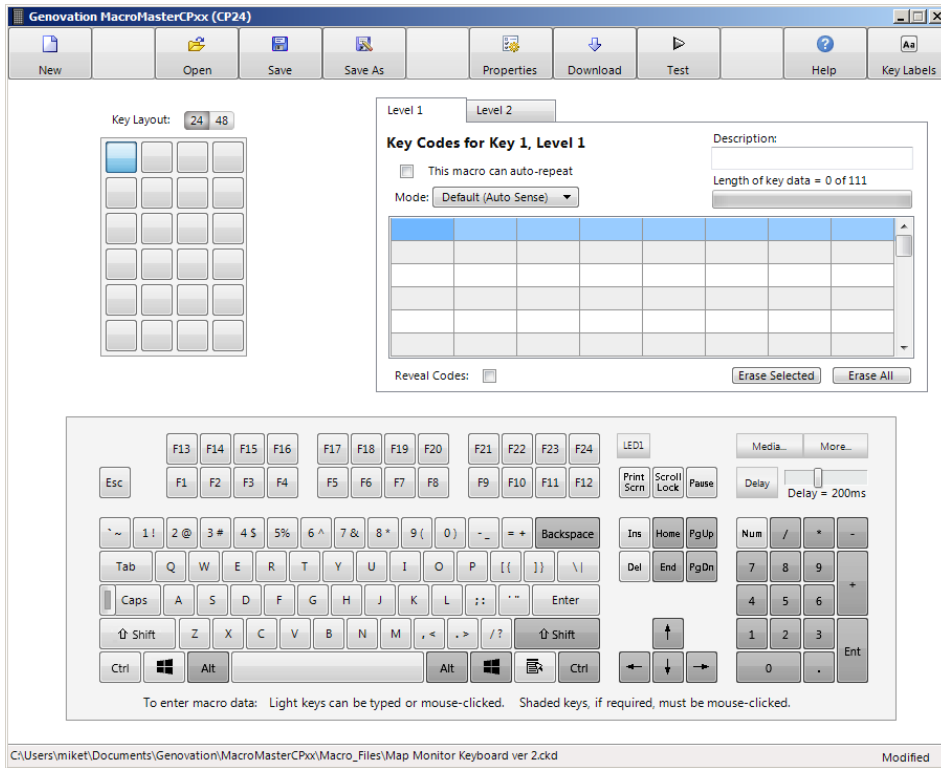 Genovation MacroMasterCPxx (CP24)
New Open Save Save As Properties Download Test Help Aa Key Labels
Key Layout: 24 48
Level 1 Level 2
Key Codes for Key 1, Level 1
Description:
This macro can auto-repeat
Length of key data = 0 of 111
Mode: Default (Auto Sense)
Reveal Codes: Erase Selected Erase All
F13 F14 F15 F16 F17 F18 F19 F20 F21 F22 F23 F24 LED1 Media... More...
Esc F1 F2 F3 F4 F5 F6 F7 F8 F9 F10 F11 F12 Print Scrn Scroll Lock Pause Delay
Delay = 200ms
` ~ 1 ! 2 @ 3 # 4 $ 5% 6 ^ 7 & 8 * 9 ( 0 ) - _ = + Backspace Ins Home PgUp Num / * -
Tab Q W E R T Y U I O P [ { ] } \ | Del End PgDn 7 8 9 +
Caps A S D F G H J K L ; : ' " Enter 4 5 6
Shift Z X C V B N M , < . > / ? Shift 1 2 3 Ent
Ctrl Alt Alt Ctrl 0 .
To enter macro data: Light keys can be typed or mouse-clicked. Shaded keys, if required, must be mouse-clicked.
C:\Users\miket\Documents\Genovation\MacroMasterCPxx\Macro_Files\Map Monitor Keyboard ver 2.ckd Modified